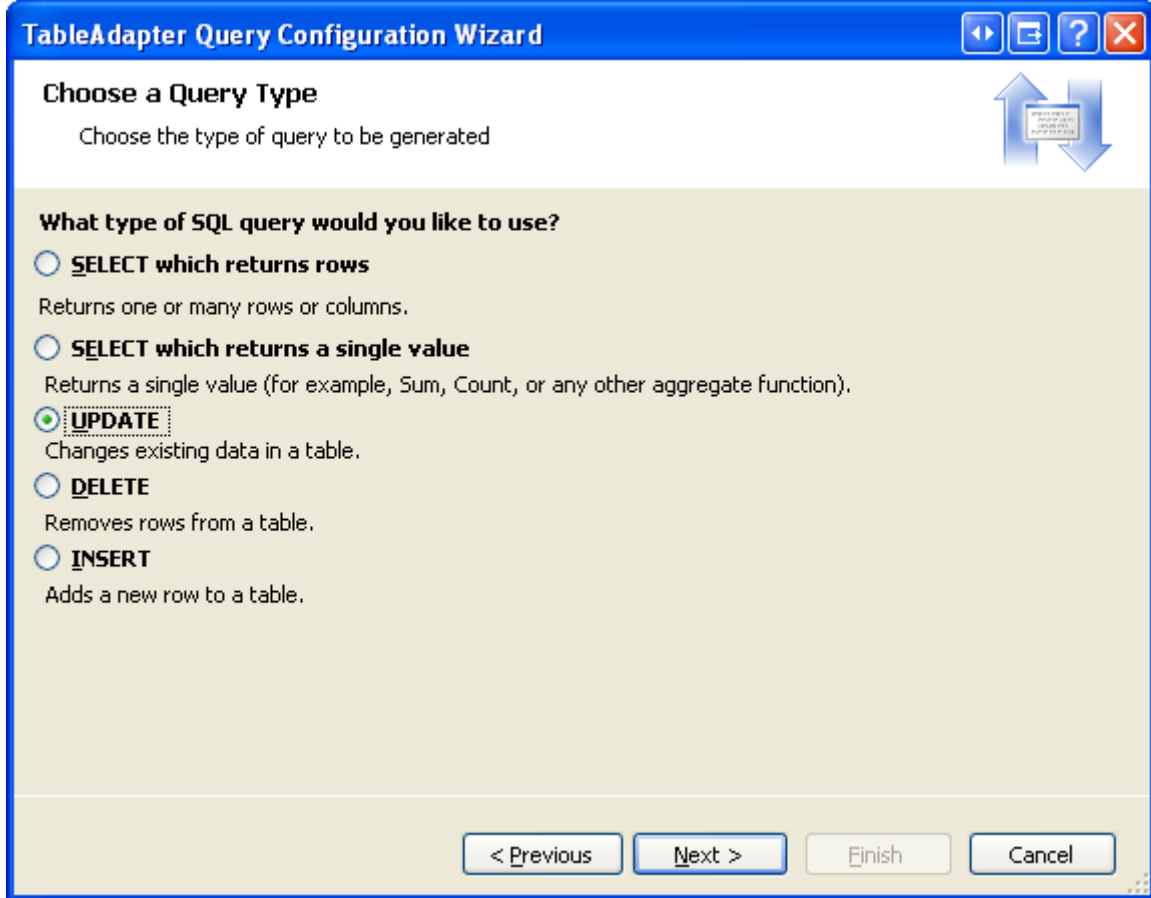 TableAdapter Query Configuration Wizard
Choose a Query Type
Choose the type of query to be generated
What type of SQL query would you like to use?
SELECT which returns rows
Returns one or many rows or columns.
SELECT which returns a single value
Returns a single value (for example, Sum, Count, or any other aggregate function).
UPDATE
Changes existing data in a table.
DELETE
Removes rows from a table.
INSERT
Adds a new row to a table.
< Previous Next > Finish Cancel